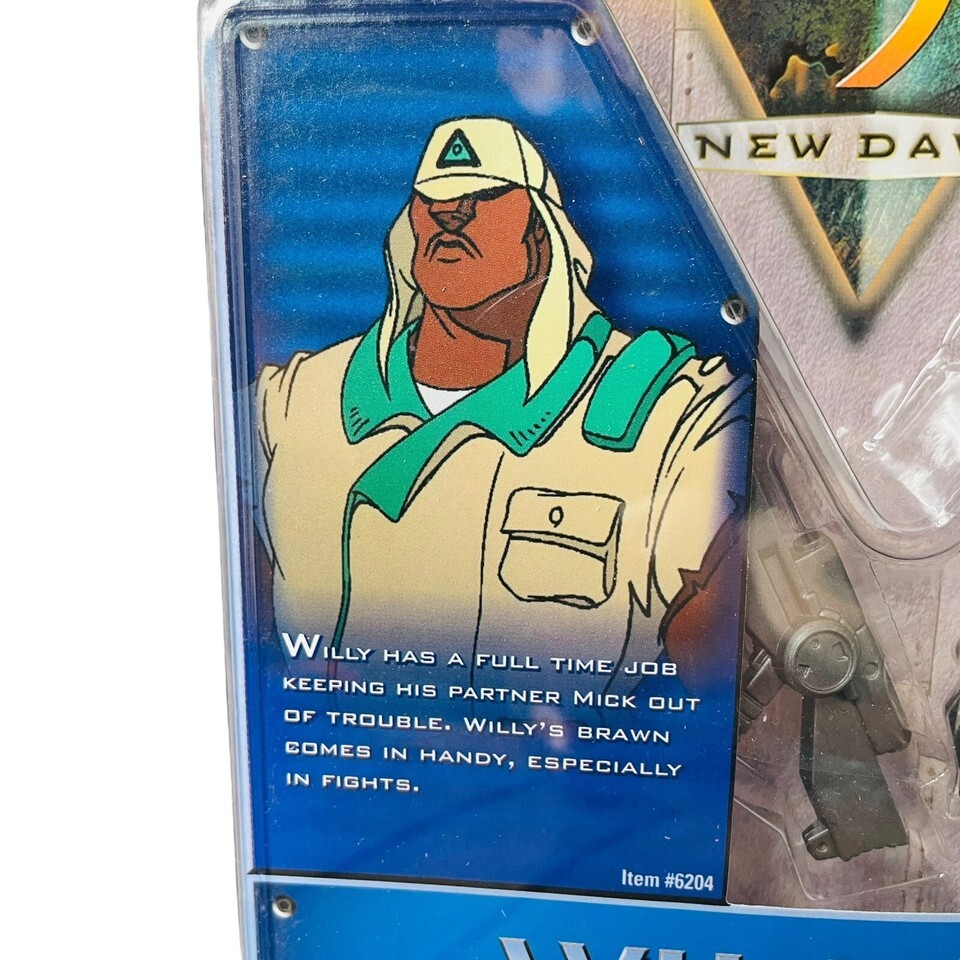 NEW DAW
WILLY HAS A FULL TIME JOB
KEEPING HIS PARTNER MICK OUT
OF TROUBLE. WILLY'S BRAWN
COMES IN HANDY, ESPECIALLY
IN FIGHTS.
Item #6204